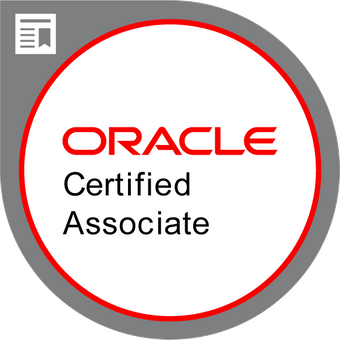 ORACLE
Certified
Associate